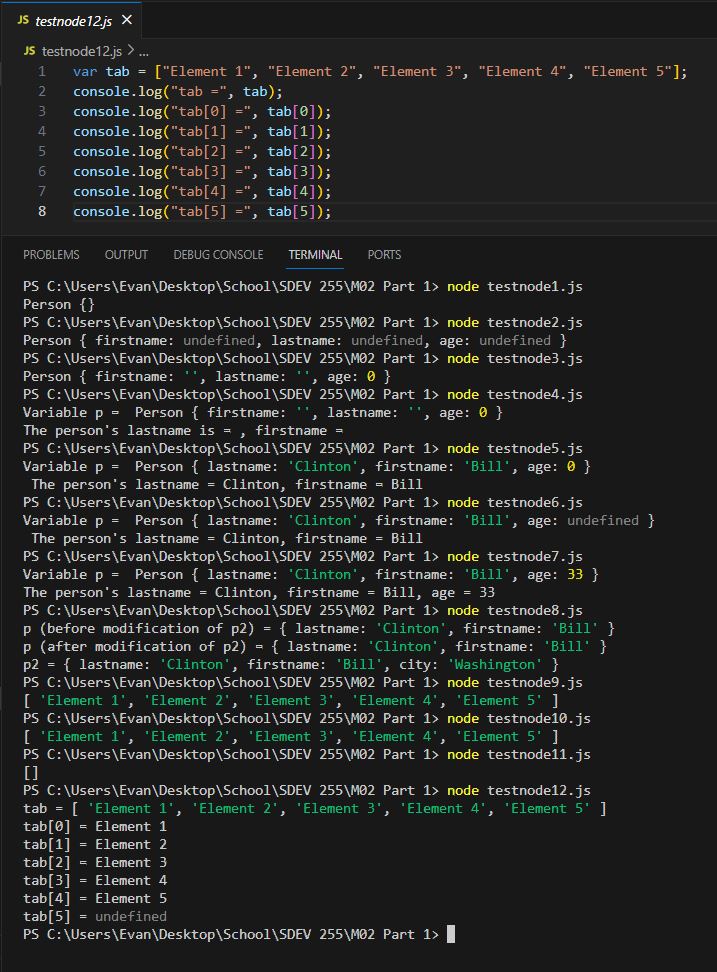 JS testnode12.js ×
JS testnode12.js > ...
1 var tab = ["Element 1", "Element 2", "Element 3", "Element 4", "Element 5"];
2 console.log("tab =", tab);
3 console.log("tab[0] =", tab[0]);
4 console.log("tab[1] =", tab[1]);
5 console.log("tab[2] =", tab[2]);
6 console.log("tab[3] =", tab[3]);
7 console.log("tab[4] =", tab[4]);
8 console.log("tab[5] =", tab[5]);
PROBLEMS OUTPUT DEBUG CONSOLE TERMINAL PORTS
PS C:\Users\Evan\Desktop\School\SDEV 255\M02 Part 1> node testnode1.js
Person {}
PS C:\Users\Evan\Desktop\School\SDEV 255\M02 Part 1> node testnode2.js
Person { firstname: undefined, lastname: undefined, age: undefined }
PS C:\Users\Evan\Desktop\School\SDEV 255\M02 Part 1> node testnode3.js
Person { firstname: '', lastname: '', age: 0 }
PS C:\Users\Evan\Desktop\School\SDEV 255\M02 Part 1> node testnode4.js
Variable p =  Person { firstname: '', lastname: '', age: 0 }
The person's lastname is = , firstname =
PS C:\Users\Evan\Desktop\School\SDEV 255\M02 Part 1> node testnode5.js
Variable p =  Person { lastname: 'Clinton', firstname: 'Bill', age: 0 }
 The person's lastname = Clinton, firstname = Bill
PS C:\Users\Evan\Desktop\School\SDEV 255\M02 Part 1> node testnode6.js
Variable p =  Person { lastname: 'Clinton', firstname: 'Bill', age: undefined }
 The person's lastname = Clinton, firstname = Bill
PS C:\Users\Evan\Desktop\School\SDEV 255\M02 Part 1> node testnode7.js
Variable p =  Person { lastname: 'Clinton', firstname: 'Bill', age: 33 }
The person's lastname = Clinton, firstname = Bill, age = 33
PS C:\Users\Evan\Desktop\School\SDEV 255\M02 Part 1> node testnode8.js
p (before modification of p2) = { lastname: 'Clinton', firstname: 'Bill' }
p (after modification of p2) = { lastname: 'Clinton', firstname: 'Bill' }
p2 = { lastname: 'Clinton', firstname: 'Bill', city: 'Washington' }
PS C:\Users\Evan\Desktop\School\SDEV 255\M02 Part 1> node testnode9.js
[ 'Element 1', 'Element 2', 'Element 3', 'Element 4', 'Element 5' ]
PS C:\Users\Evan\Desktop\School\SDEV 255\M02 Part 1> node testnode10.js
[ 'Element 1', 'Element 2', 'Element 3', 'Element 4', 'Element 5' ]
PS C:\Users\Evan\Desktop\School\SDEV 255\M02 Part 1> node testnode11.js
[]
PS C:\Users\Evan\Desktop\School\SDEV 255\M02 Part 1> node testnode12.js
tab = [ 'Element 1', 'Element 2', 'Element 3', 'Element 4', 'Element 5' ]
tab[0] = Element 1
tab[1] = Element 2
tab[2] = Element 3
tab[3] = Element 4
tab[4] = Element 5
tab[5] = undefined
PS C:\Users\Evan\Desktop\School\SDEV 255\M02 Part 1>